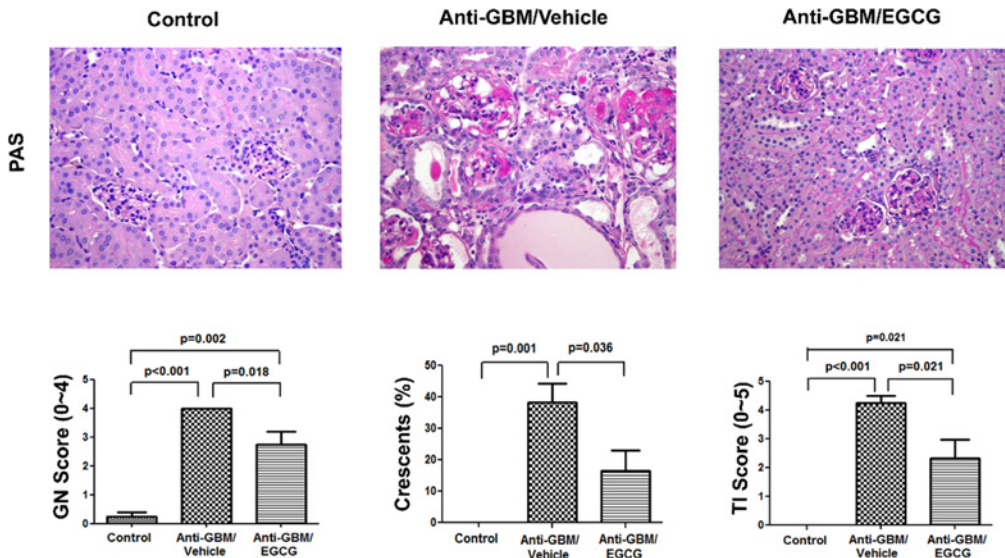 Control
Anti-GBM/Vehicle
Anti-GBM/EGCG
PAS
GN Score (0~4)
p=0.002
p<0.001
p=0.018
5
4
3
2
1
0
Control
Anti-GBM/
Vehicle
Anti-GBM/
EGCG
Crescents (%)
p=0.001
p=0.036
50
40
30
20
10
0
Control
Anti-GBM/
Vehicle
Anti-GBM/
EGCG
TI Score (0~5)
p=0.021
p<0.001
p=0.021
5
4
3
2
1
0
Control
Anti-GBM/
Vehicle
Anti-GBM/
EGCG